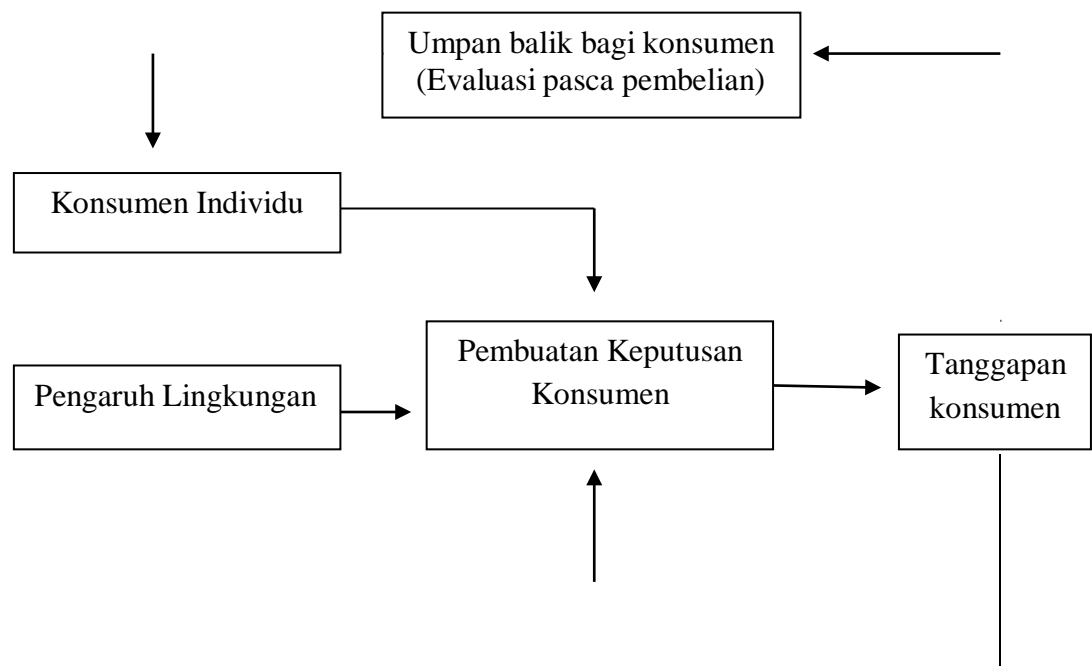 Umpan balik bagi konsumen
(Evaluasi pasca pembelian)
Konsumen Individu
Pembuatan Keputusan
Konsumen
Pengaruh Lingkungan
Tanggapan
konsumen